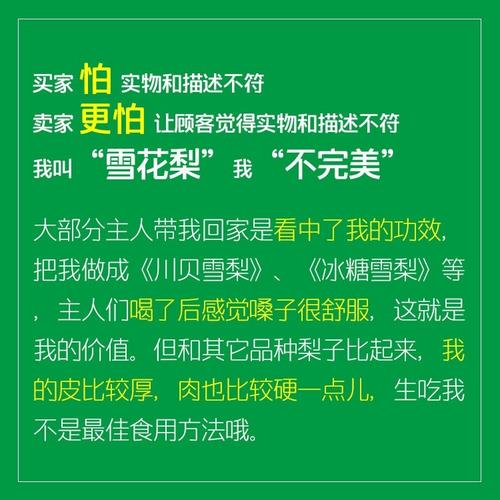 买家 怕 实物和描述不符
卖家 更怕 让顾客觉得实物和描述不符
我叫 “雪花梨” 我 “不完美”
大部分主人带我回家是看中了我的功效，
把我做成《川贝雪梨》、《冰糖雪梨》等
，主人们喝了后感觉嗓子很舒服，这就是
我的价值。但和其它品种梨子比起来，我
的皮比较厚，肉也比较硬一点儿，生吃我
不是最佳食用方法哦。